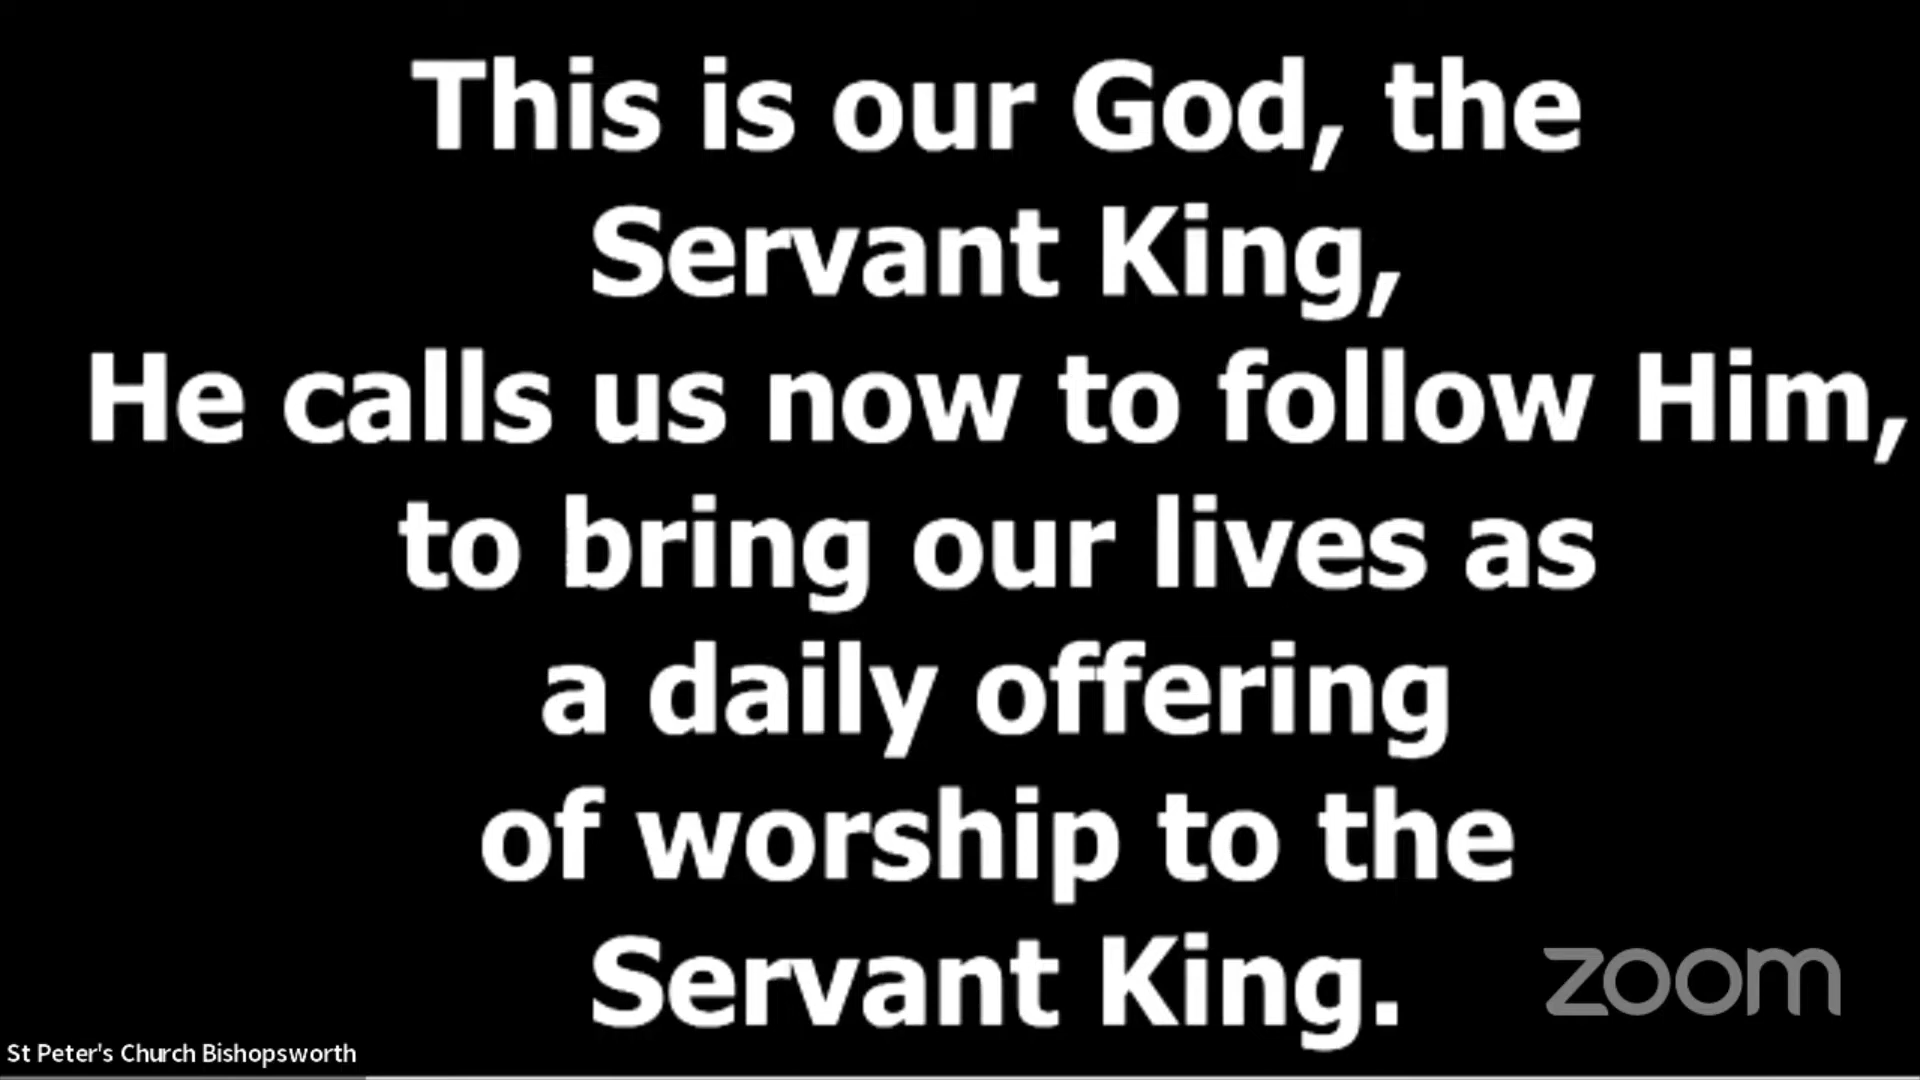 This is our God, the
Servant King,
He calls us now to follow Him,
to bring our lives as
a daily offering
of worship to the
Servant King.
zoom
St Peter's Church Bishopsworth